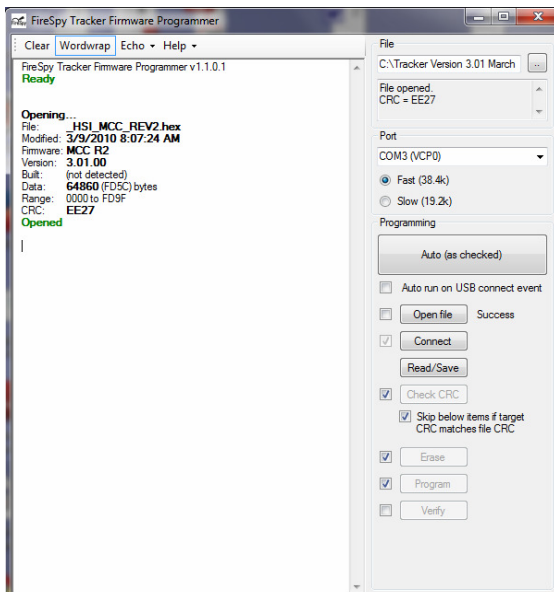 FireSpy Tracker Firmware Programmer
Clear Wordwrap Echo Help
FireSpy Tracker Firmware Programmer v1.1.0.1
Ready
Opening...
File: _HSI_MCC_REV2.hex
Modified: 3/9/2010 8:07:24 AM
Firmware: MCC R2
Version: 3.01.00
Built: (not detected)
Data: 64860 (FD5C) bytes
Range: 0000 to FD9F
CRC: EE27
Opened
File
C:\Tracker Version 3.01 March
..
File opened.
CRC = EE27
Port
COM3 (VCP0)
Fast (38.4k)
Slow (19.2k)
Programming
Auto (as checked)
Auto run on USB connect event
Open file Success
Connect
Read/Save
Check CRC
Skip below items if target
CRC matches file CRC
Erase
Program
Verify